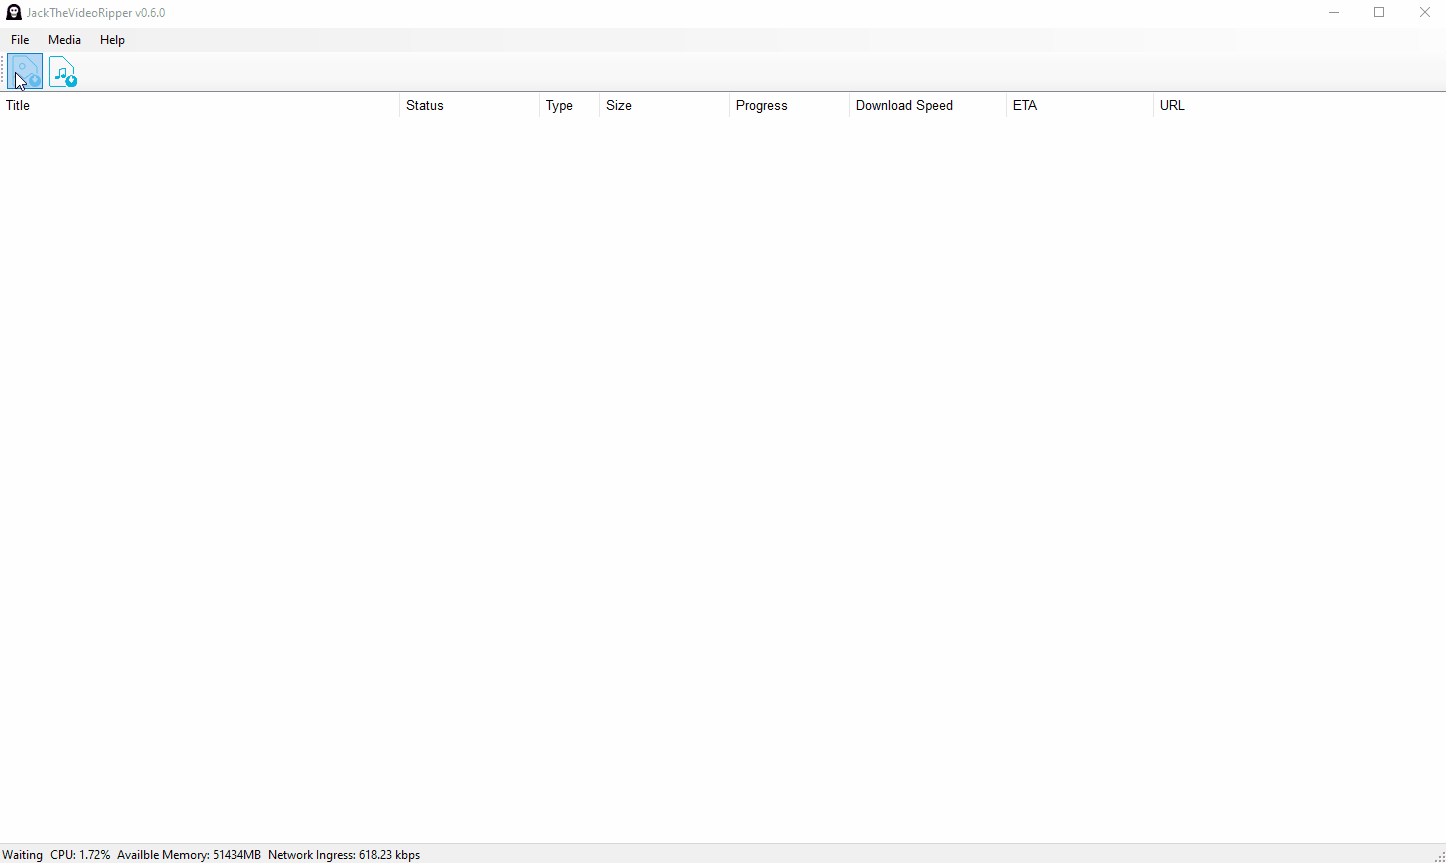 JackTheVideoRipper v0.6.0
File Media Help
Title Status Type Size Progress Download Speed ETA URL
Waiting CPU: 1.72% Availble Memory: 51434MB Network Ingress: 618.23 kbps